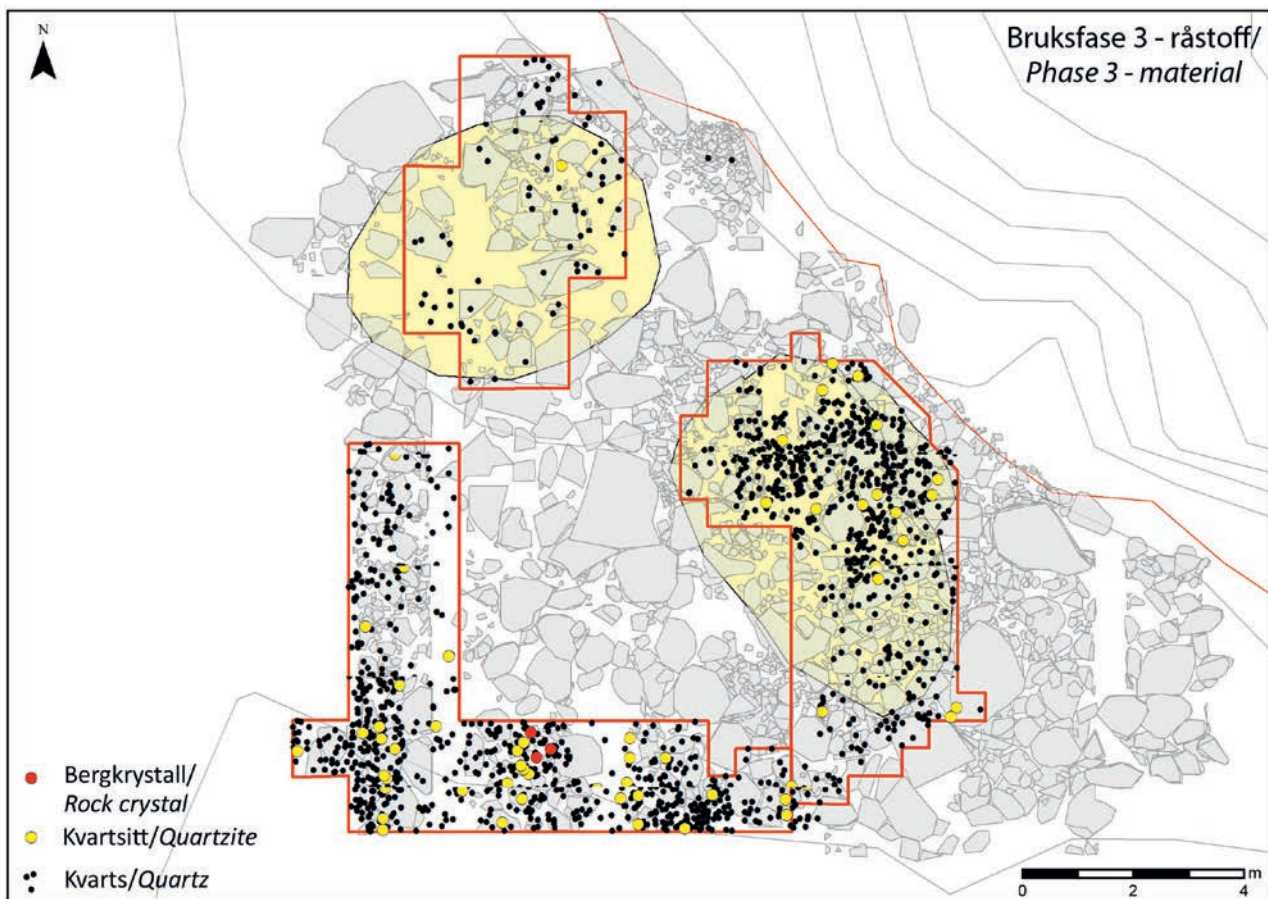 N
Bruksfase 3 - råstoff/
Phase 3 - material
Bergkrystall/
Rock crystal
Kvartsitt/Quartzite
Kvarts/Quartz
m
0 2 4